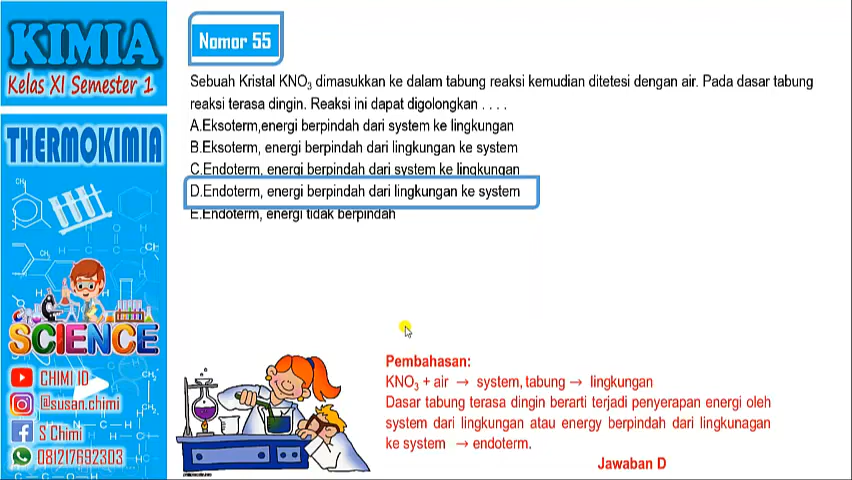 KIMIA
Kelas XI Semester 1
THERMOKIMIA
SCIENCE
CHIMI ID
@susan.chimi
S Chimi
081217692303
Nomor 55
Sebuah Kristal KNO₃ dimasukkan ke dalam tabung reaksi kemudian ditetesi dengan air. Pada dasar tabung
reaksi terasa dingin. Reaksi ini dapat digolongkan . . . .
A.Eksoterm,energi berpindah dari system ke lingkungan
B.Eksoterm, energi berpindah dari lingkungan ke system
C.Endoterm, energi berpindah dari system ke lingkungan
D.Endoterm, energi berpindah dari lingkungan ke system
E.Endoterm, energi tidak berpindah
Pembahasan:
KNO₃ + air → system, tabung → lingkungan
Dasar tabung terasa dingin berarti terjadi penyerapan energi oleh
system dari lingkungan atau energy berpindah dari lingkunagan
ke system → endoterm.
Jawaban D